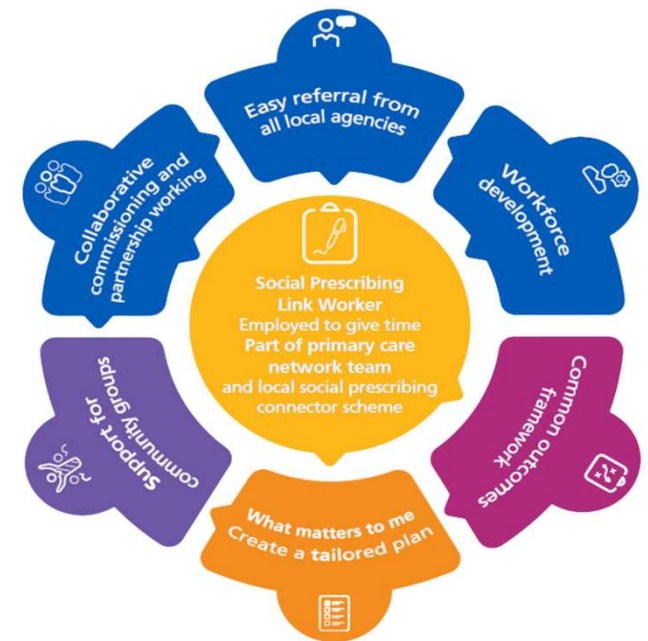 Easy referral from
all local agencies
Workforce
development
Common outcomes
framework
What matters to me
Create a tailored plan
Support for
community groups
Collaborative
commissioning and
partnership working
Social Prescribing
Link Worker
Employed to give time
Part of primary care
network team
and local social prescribing
connector scheme